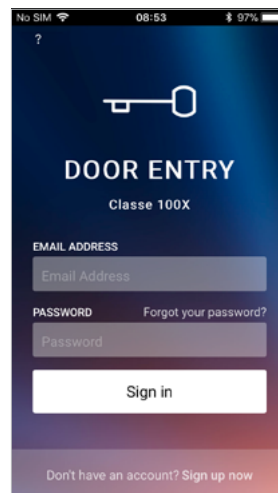 No SIM 08:53 97%
?
DOOR ENTRY
Classe 100X
EMAIL ADDRESS
Email Address
PASSWORD Forgot your password?
Password
Sign in
Don't have an account? Sign up now